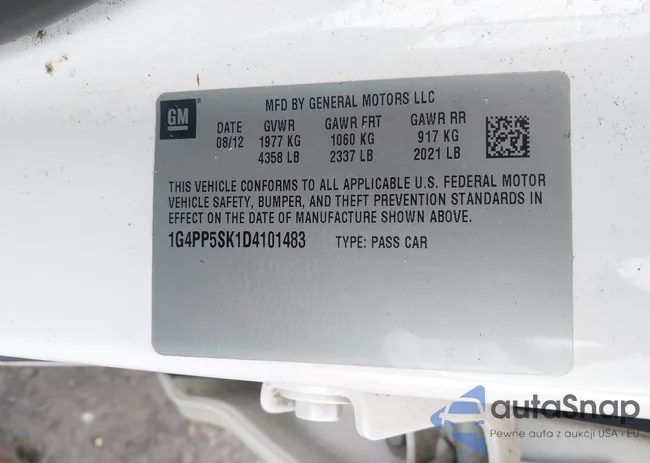 GM
MFD BY GENERAL MOTORS LLC
DATE GVWR GAWR FRT GAWR RR
08/12 1977 KG 1060 KG 917 KG
4358 LB 2337 LB 2021 LB
THIS VEHICLE CONFORMS TO ALL APPLICABLE U.S. FEDERAL MOTOR
VEHICLE SAFETY, BUMPER, AND THEFT PREVENTION STANDARDS IN
EFFECT ON THE DATE OF MANUFACTURE SHOWN ABOVE.
1G4PP5SK1D4101483 TYPE: PASS CAR
autoSnap
Pewne auta z aukcji USA i EU